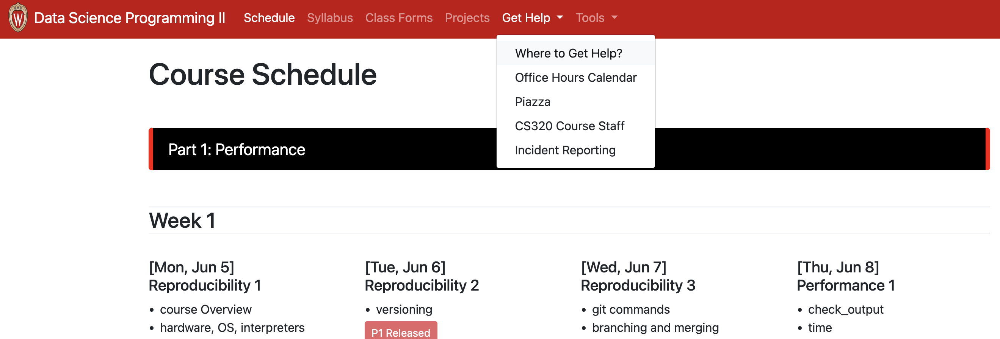 W
Data Science Programming II Schedule Syllabus Class Forms Projects Get Help Tools
Where to Get Help?
Office Hours Calendar
Piazza
CS320 Course Staff
Incident Reporting
Course Schedule
Part 1: Performance
Week 1
[Mon, Jun 5]
Reproducibility 1
• course Overview
• hardware, OS, interpreters
[Tue, Jun 6]
Reproducibility 2
• versioning
P1 Released
[Wed, Jun 7]
Reproducibility 3
• git commands
• branching and merging
[Thu, Jun 8]
Performance 1
• check_output
• time